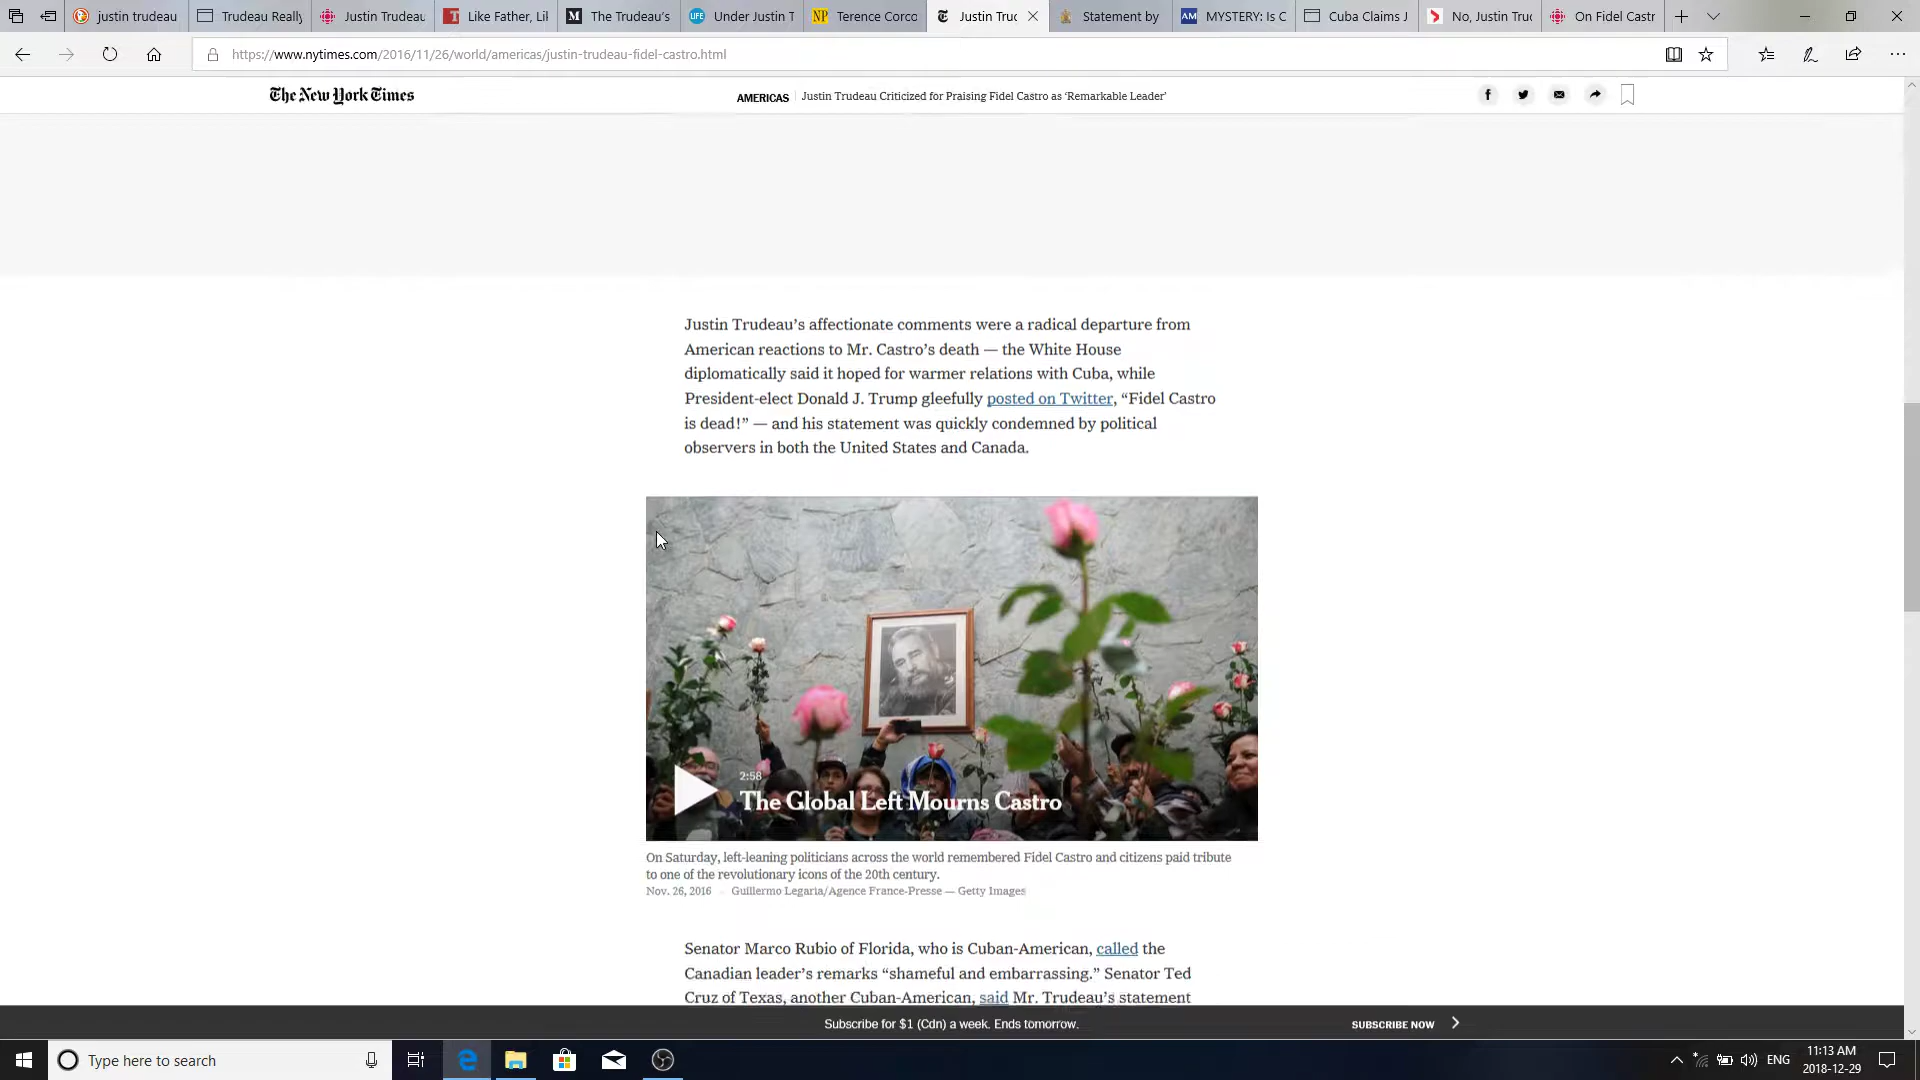 justin trudeau
Trudeau Really
Justin Trudeau
Like Father, Li
The Trudeau's
Under Justin T
Terence Corco
Justin Truc
Statement by
MYSTERY: Is C
Cuba Claims J
No, Justin Truc
On Fidel Castr
https://www.nytimes.com/2016/11/26/world/americas/justin-trudeau-fidel-castro.html
The New York Times
AMERICAS
Justin Trudeau Criticized for Praising Fidel Castro as ‘Remarkable Leader’
Justin Trudeau’s affectionate comments were a radical departure from
American reactions to Mr. Castro’s death — the White House
diplomatically said it hoped for warmer relations with Cuba, while
President-elect Donald J. Trump gleefully posted on Twitter, “Fidel Castro
is dead!” — and his statement was quickly condemned by political
observers in both the United States and Canada.
2:58
The Global Left Mourns Castro
On Saturday, left-leaning politicians across the world remembered Fidel Castro and citizens paid tribute
to one of the revolutionary icons of the 20th century.
Nov. 26, 2016 Guillermo Legaria/Agence France-Presse — Getty Images
Senator Marco Rubio of Florida, who is Cuban-American, called the
Canadian leader’s remarks “shameful and embarrassing.” Senator Ted
Cruz of Texas, another Cuban-American, said Mr. Trudeau’s statement
Subscribe for $1 (Cdn) a week. Ends tomorrow.
SUBSCRIBE NOW
Type here to search
ENG
11:13 AM
2018-12-29